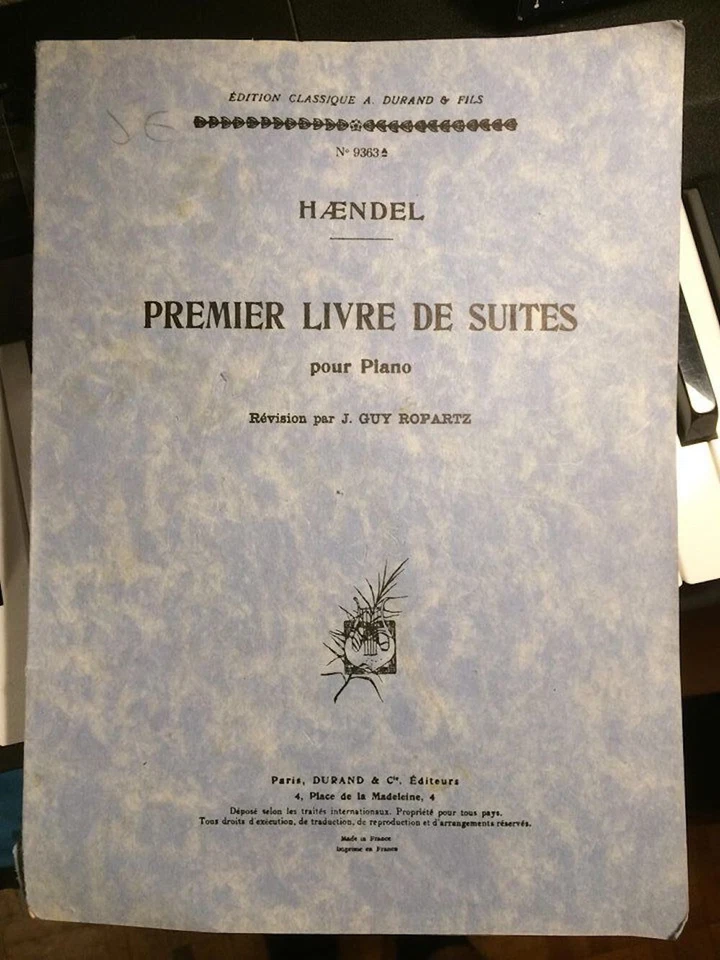 ÉDITION CLASSIQUE A. DURAND & FILS
JE
Nº 9363 A
HÆNDEL
PREMIER LIVRE DE SUITES
pour Piano
Révision par J. GUY ROPARTZ
Paris, DURAND & Cie, Éditeurs
4, Place de la Madeleine, 4
Déposé selon les traités internationaux. Propriété pour tous pays.
Tous droits d'exécution, de traduction, de reproduction et d'arrangements réservés.
Made in France
Imprimé en France